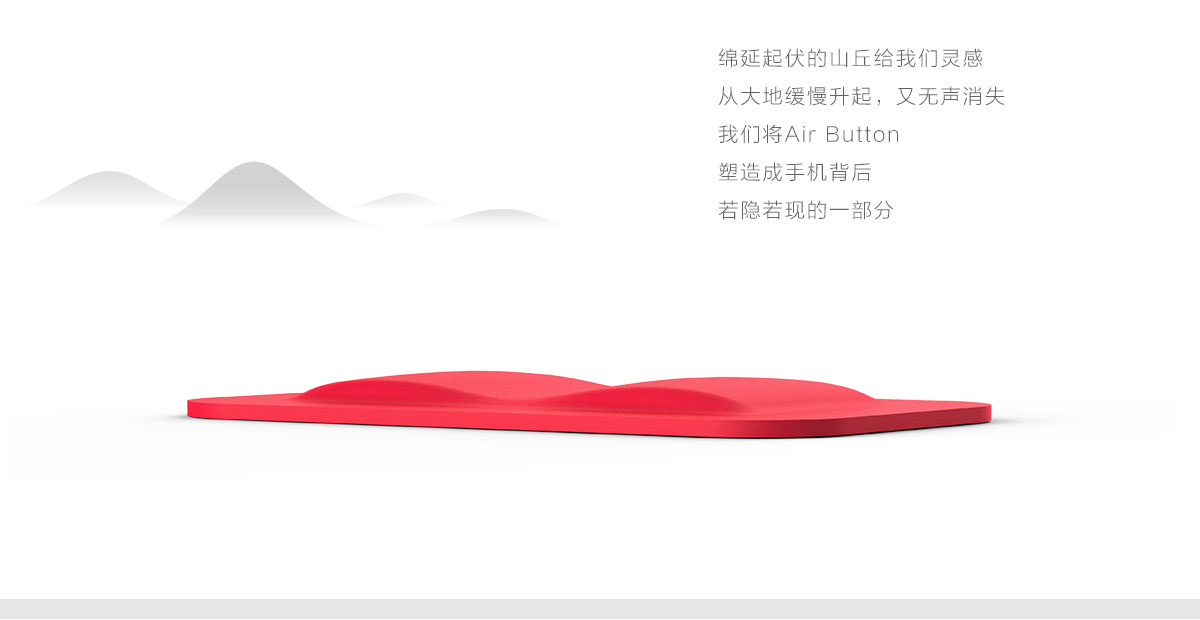 绵延起伏的山丘给我们灵感
从大地缓慢升起，又无声消失
我们将Air Button
塑造成手机背后
若隐若现的一部分